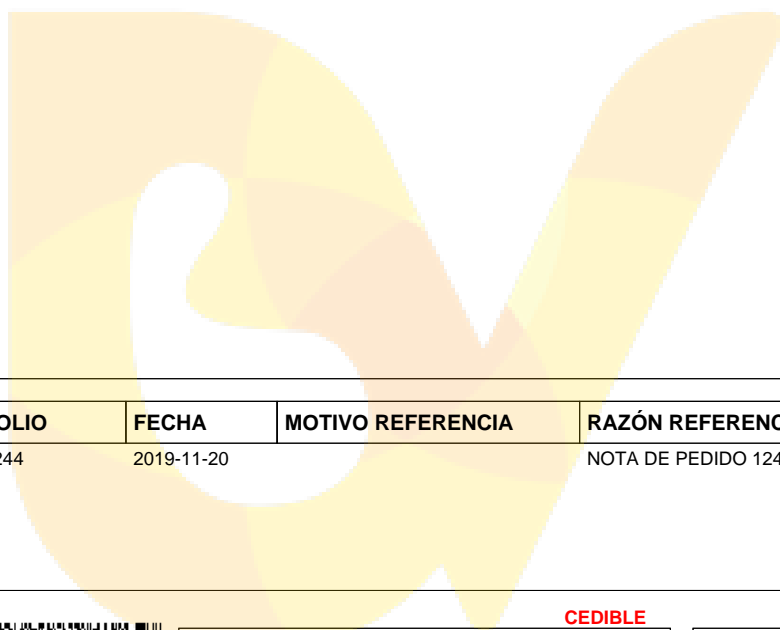 OLIO FECHA MOTIVO REFERENCIA RAZÓN REFERENC
244 2019-11-20 NOTA DE PEDIDO 124
CEDIBLE